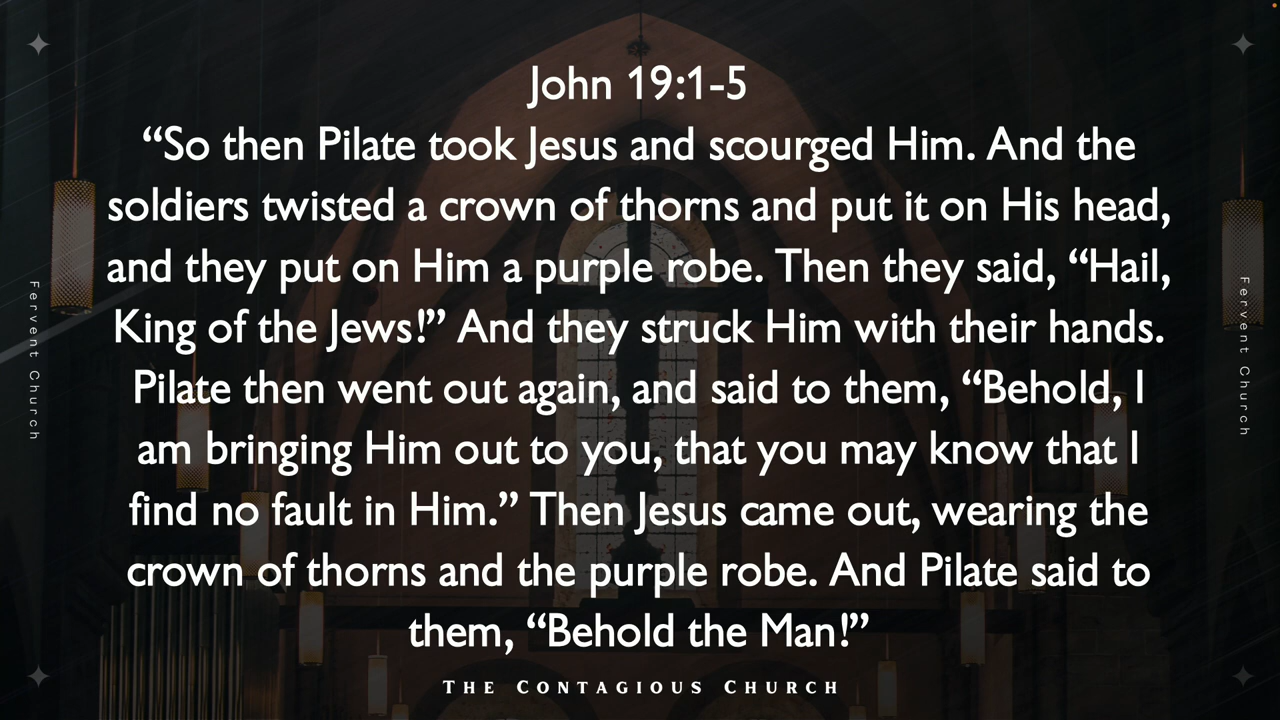 John 19:1-5
“So then Pilate took Jesus and scourged Him. And the
soldiers twisted a crown of thorns and put it on His head,
and they put on Him a purple robe. Then they said, “Hail,
King of the Jews!” And they struck Him with their hands.
Pilate then went out again, and said to them, “Behold, I
am bringing Him out to you, that you may know that I
find no fault in Him.” Then Jesus came out, wearing the
crown of thorns and the purple robe. And Pilate said to
them, “Behold the Man!”
The Contagious Church
Fervent Church
Fervent Church